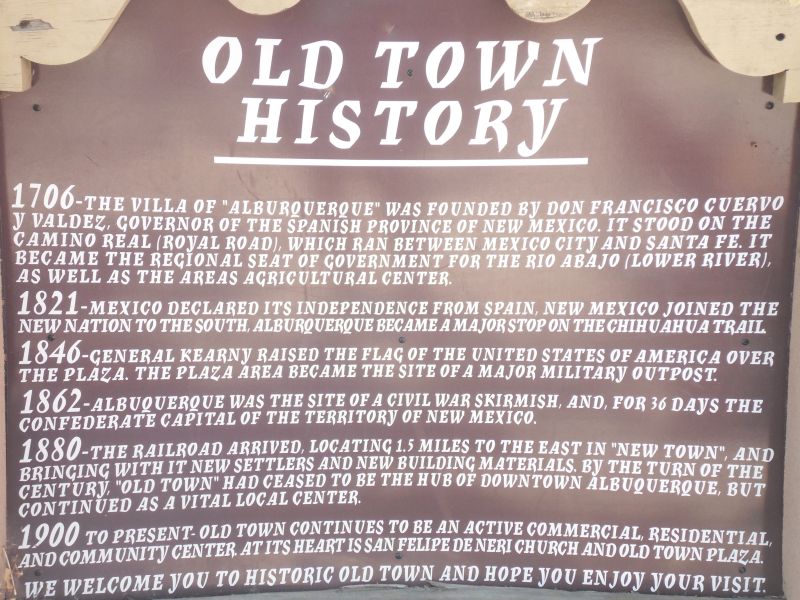 OLD TOWN
HISTORY
1706-THE VILLA OF "ALBURQUERQUE" WAS FOUNDED BY DON FRANCISCO CUERVO
Y VALDEZ, GOVERNOR OF THE SPANISH PROVINCE OF NEW MEXICO. IT STOOD ON THE
CAMINO REAL (ROYAL ROAD), WHICH RAN BETWEEN MEXICO CITY AND SANTA FE. IT
BECAME THE REGIONAL SEAT OF GOVERNMENT FOR THE RIO ABAJO (LOWER RIVER),
AS WELL AS THE AREAS AGRICULTURAL CENTER.
1821-MEXICO DECLARED ITS INDEPENDENCE FROM SPAIN, NEW MEXICO JOINED THE
NEW NATION TO THE SOUTH, ALBURQUERQUE BECAME A MAJOR STOP ON THE CHIHUAHUA TRAIL.
1846-GENERAL KEARNY RAISED THE FLAG OF THE UNITED STATES OF AMERICA OVER
THE PLAZA. THE PLAZA AREA BECAME THE SITE OF A MAJOR MILITARY OUTPOST.
1862-ALBUQUERQUE WAS THE SITE OF A CIVIL WAR SKIRMISH, AND, FOR 36 DAYS THE
CONFEDERATE CAPITAL OF THE TERRITORY OF NEW MEXICO.
1880-THE RAILROAD ARRIVED, LOCATING 1.5 MILES TO THE EAST IN "NEW TOWN", AND
BRINGING WITH IT NEW SETTLERS AND NEW BUILDING MATERIALS. BY THE TURN OF THE
CENTURY, "OLD TOWN" HAD CEASED TO BE THE HUB OF DOWNTOWN ALBUQUERQUE, BUT
CONTINUED AS A VITAL LOCAL CENTER.
1900 TO PRESENT- OLD TOWN CONTINUES TO BE AN ACTIVE COMMERCIAL, RESIDENTIAL,
AND COMMUNITY CENTER. AT ITS HEART IS SAN FELIPE DE NERI CHURCH AND OLD TOWN PLAZA.
WE WELCOME YOU TO HISTORIC OLD TOWN AND HOPE YOU ENJOY YOUR VISIT.